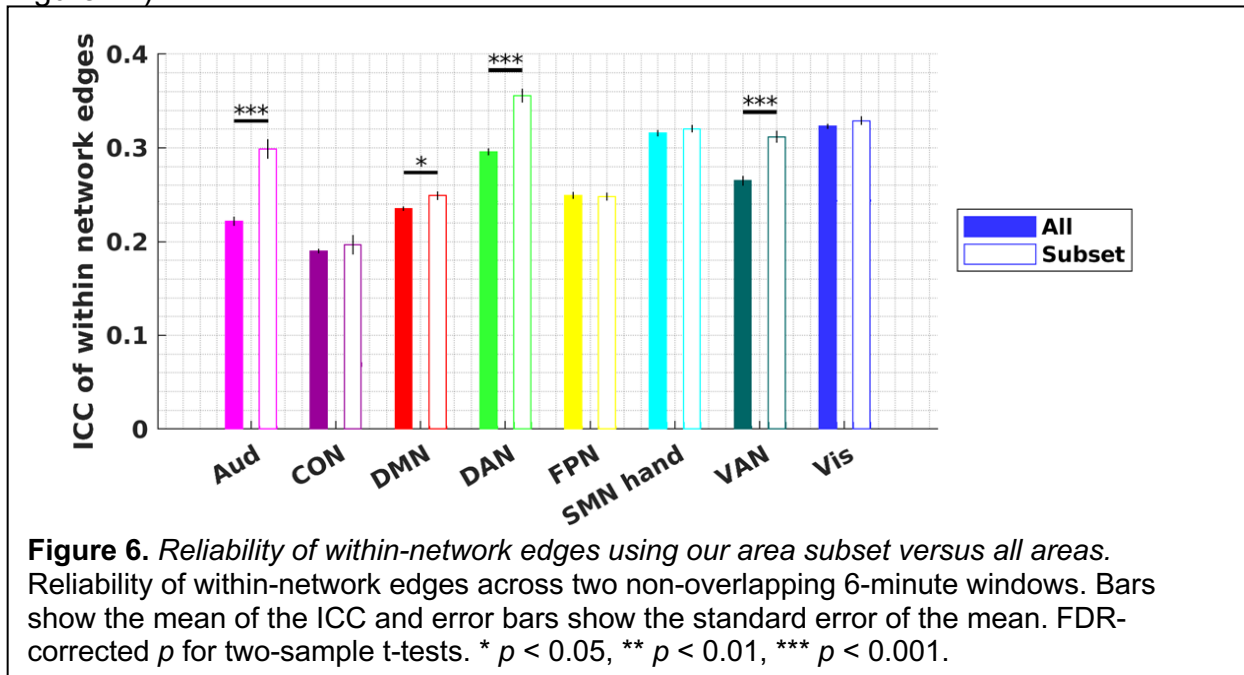 ICC of within network edges
0.4
0.3
0.2
0.1
0
***
*
***
***
Aud
CON
DMN
DAN
FPN
SMN hand
VAN
Vis
All
Subset
Figure 6. Reliability of within-network edges using our area subset versus all areas.
Reliability of within-network edges across two non-overlapping 6-minute windows. Bars
show the mean of the ICC and error bars show the standard error of the mean. FDR-
corrected p for two-sample t-tests. * p < 0.05, ** p < 0.01, *** p < 0.001.